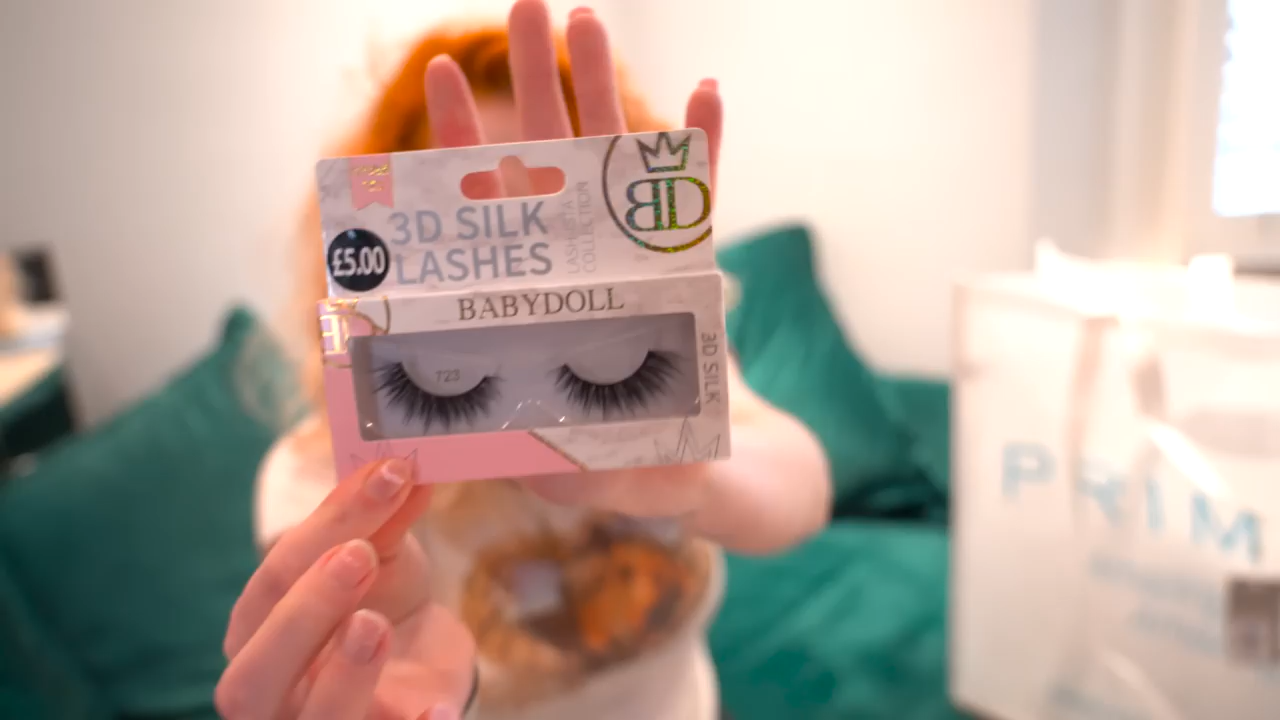 3D SILK
LASHES
LASHISTA
COLLECTION
BD
£5.00
BABYDOLL
3D SILK
723
PRIM